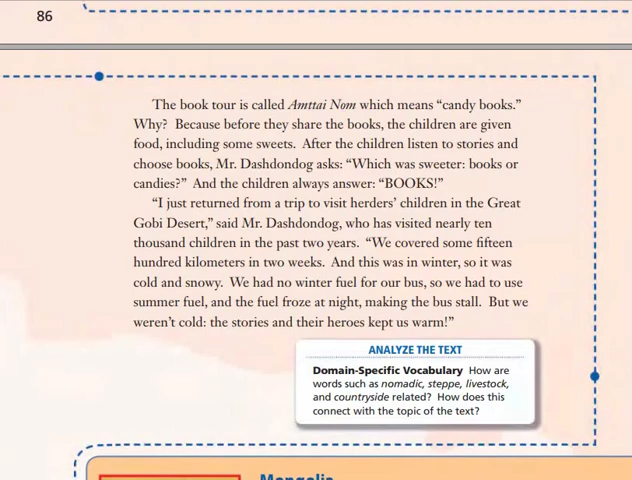 86
The book tour is called Amttai Nom which means “candy books.”
Why? Because before they share the books, the children are given
food, including some sweets. After the children listen to stories and
choose books, Mr. Dashdondog asks: “Which was sweeter: books or
candies?” And the children always answer: “BOOKS!”
“I just returned from a trip to visit herders’ children in the Great
Gobi Desert,” said Mr. Dashdondog, who has visited nearly ten
thousand children in the past two years. “We covered some fifteen
hundred kilometers in two weeks. And this was in winter, so it was
cold and snowy. We had no winter fuel for our bus, so we had to use
summer fuel, and the fuel froze at night, making the bus stall. But we
weren’t cold: the stories and their heroes kept us warm!”
ANALYZE THE TEXT
Domain-Specific Vocabulary How are
words such as nomadic, steppe, livestock,
and countryside related? How does this
connect with the topic of the text?
Mongolia